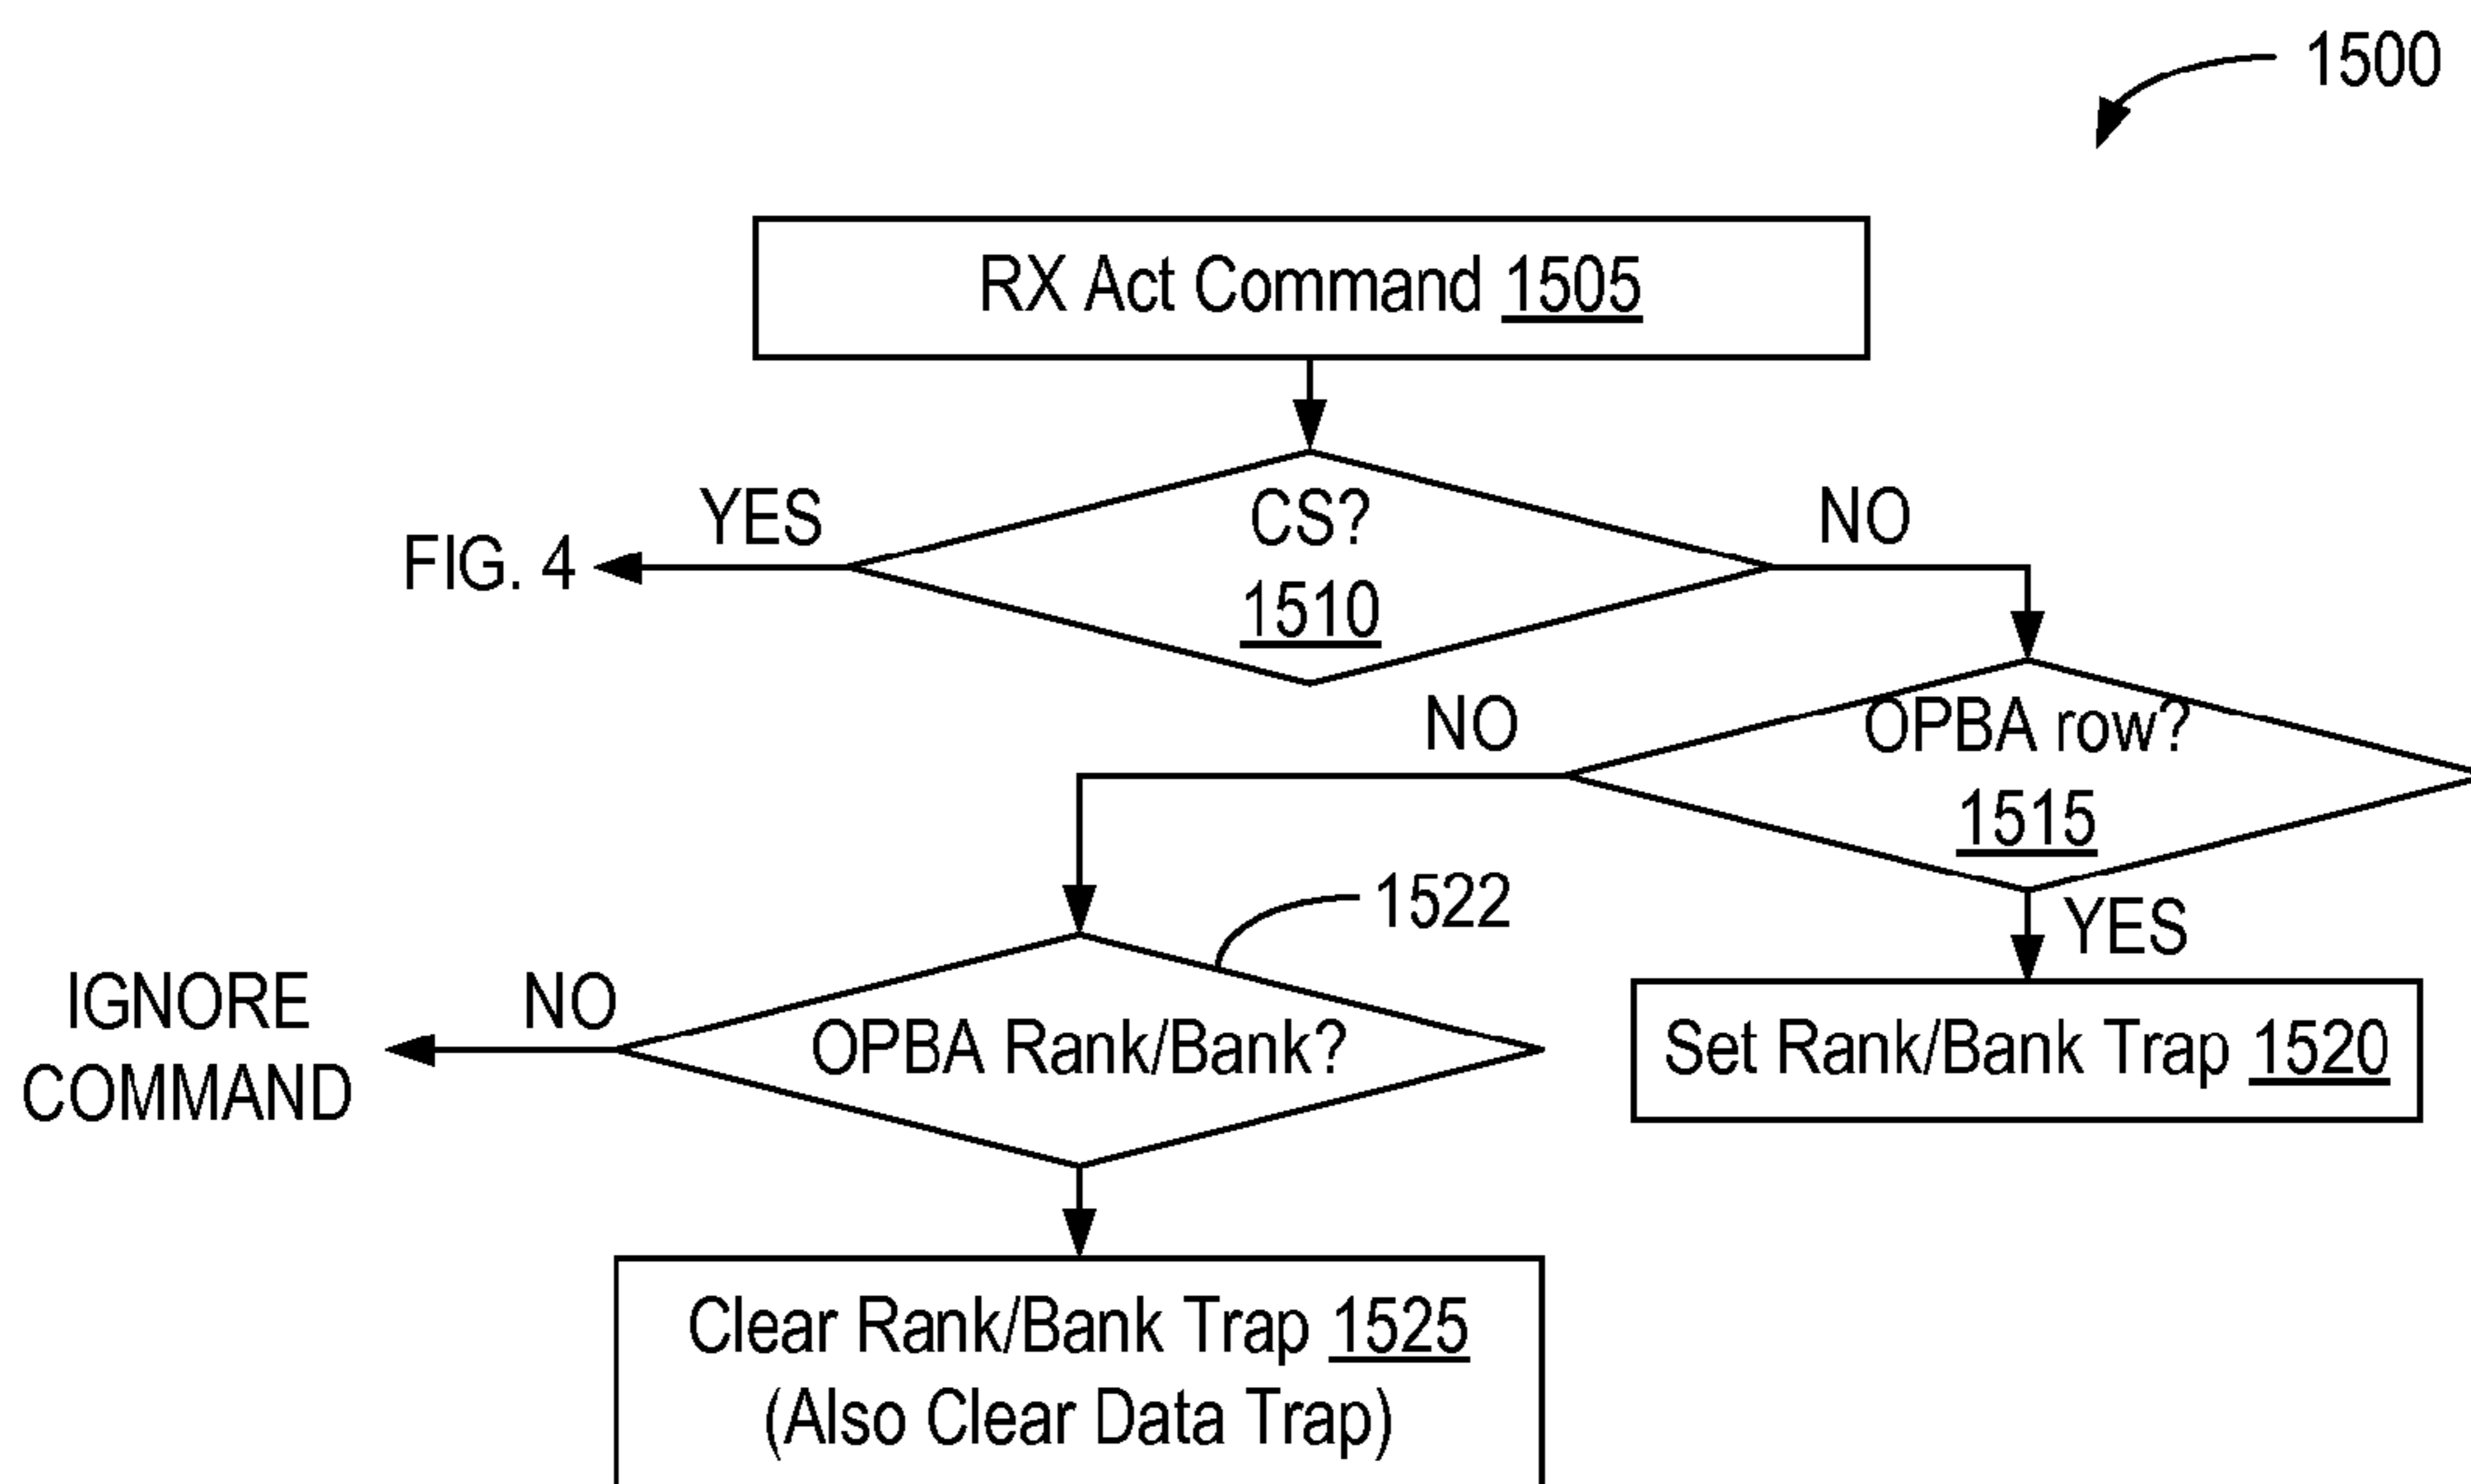 1500
RX Act Command 1505
CS?
1510
YES
NO
FIG. 4
OPBA row?
1515
NO
YES
1522
OPBA Rank/Bank?
NO
IGNORE
COMMAND
Set Rank/Bank Trap 1520
Clear Rank/Bank Trap 1525
(Also Clear Data Trap)